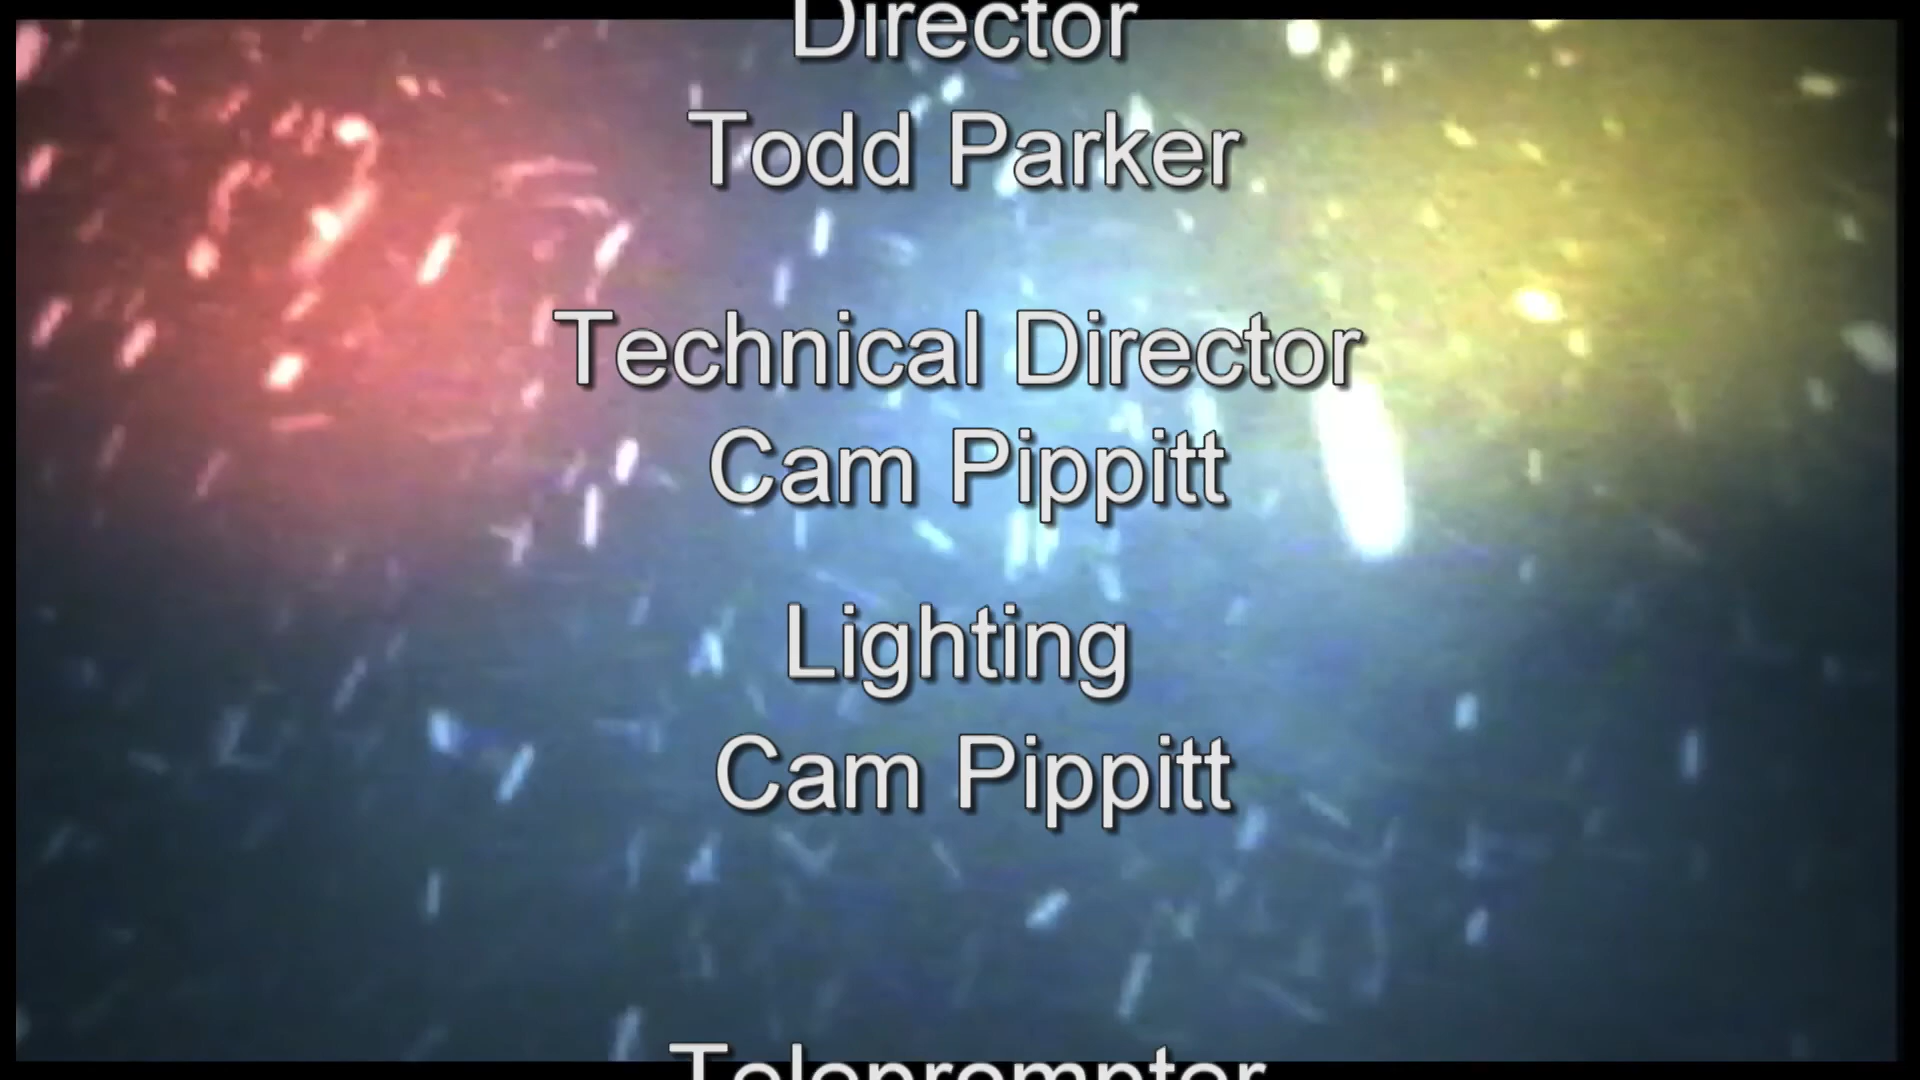 Director
Todd Parker
Technical Director
Cam Pippitt
Lighting
Cam Pippitt
Teleprompter